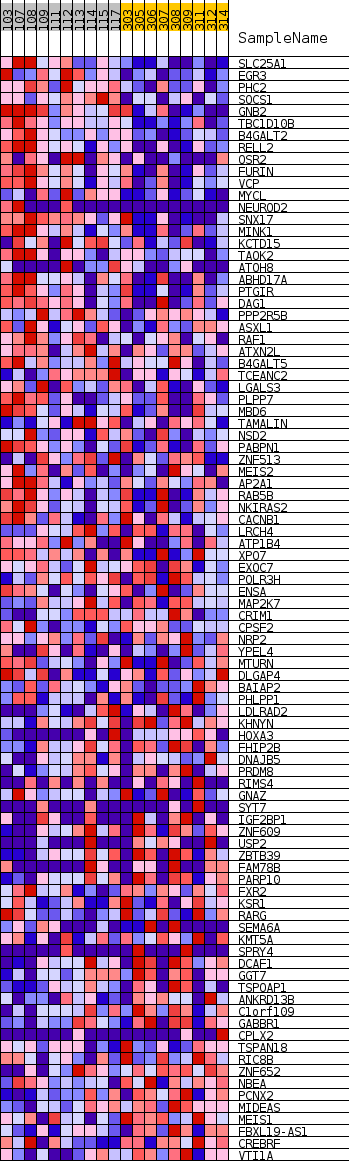 103 107 108 109 111 112 113 114 115 117 303 305 306 307 308 309 311 312 314
SampleName
SLC25A1
EGR3
PHC2
SOCS1
GNB2
TBC1D10B
B4GALT2
RELL2
OSR2
FURIN
VCP
MYCL
NEUROD2
SNX17
MINK1
KCTD15
TAOK2
ATOH8
ABHD17A
PTGIR
DAG1
PPP2R5B
ASXL1
RAF1
ATXN2L
B4GALT5
TCEANC2
LGALS3
PLPP7
MBD6
TAMALIN
NSD2
PABPN1
ZNF513
MEIS2
AP2A1
RAB5B
NKIRAS2
CACNB1
LRCH4
ATP1B4
XPO7
EXOC7
POLR3H
ENSA
MAP2K7
CRIM1
CPSF2
NRP2
YPEL4
MTURN
DLGAP4
BAIAP2
PHLPP1
LDLRAD2
KHNYN
HOXA3
FHIP2B
DNAJB5
PRDM8
RIMS4
GNAZ
SYT7
IGF2BP1
ZNF609
USP2
ZBTB39
FAM78B
PARP10
FXR2
KSR1
RARG
SEMA6A
KMT5A
SPRY4
DCAF1
GGT7
TSPOAP1
ANKRD13B
C1orf109
GABBR1
CPLX2
TSPAN18
RIC8B
ZNF652
NBEA
PCNX2
MIDEAS
MEIS1
FBXL19-AS1
CREBRF
VTI1A